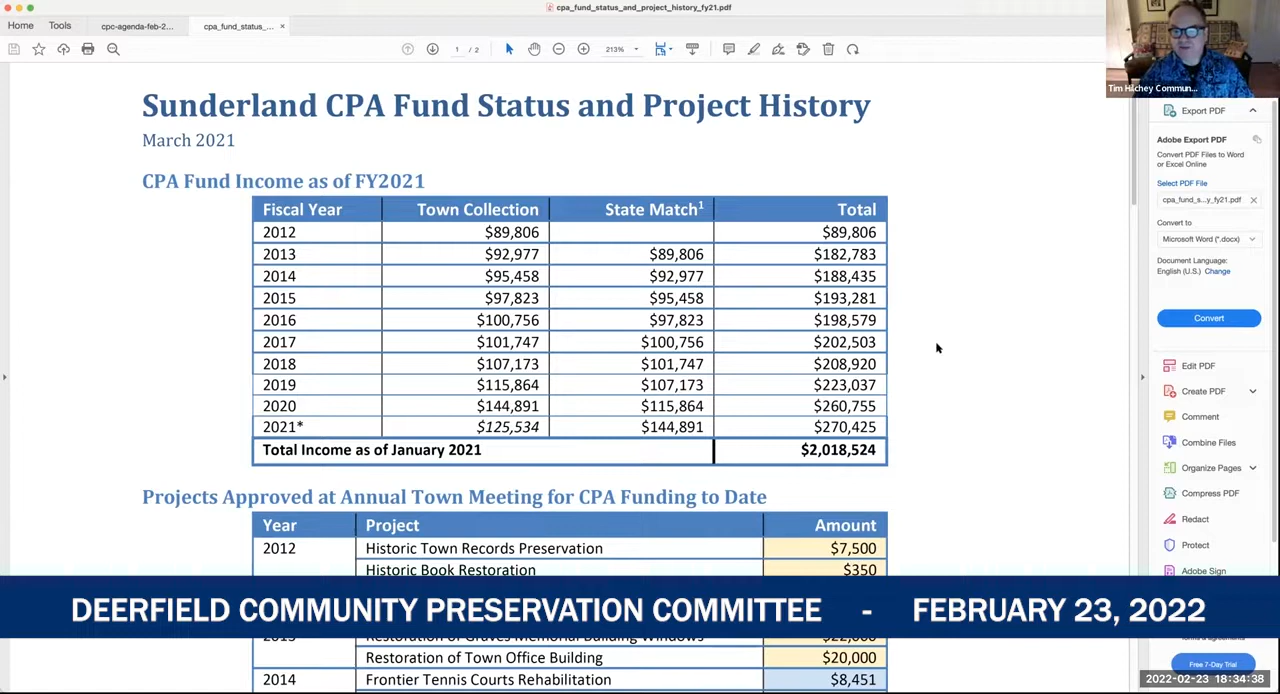 cpa_fund_status_and_project_history_fy21.pdf
Home Tools cpc-agenda-feb-2... cpa_fund_status_... ×
1 / 2 213%
Tim Hilchey Commun...
Sunderland CPA Fund Status and Project History
March 2021
CPA Fund Income as of FY2021
Fiscal Year Town Collection State Match1 Total
2012 $89,806 $89,806
2013 $92,977 $89,806 $182,783
2014 $95,458 $92,977 $188,435
2015 $97,823 $95,458 $193,281
2016 $100,756 $97,823 $198,579
2017 $101,747 $100,756 $202,503
2018 $107,173 $101,747 $208,920
2019 $115,864 $107,173 $223,037
2020 $144,891 $115,864 $260,755
2021* $125,534 $144,891 $270,425
Total Income as of January 2021 $2,018,524
Projects Approved at Annual Town Meeting for CPA Funding to Date
Year Project Amount
2012 Historic Town Records Preservation $7,500
Historic Book Restoration $350
DEERFIELD COMMUNITY PRESERVATION COMMITTEE - FEBRUARY 23, 2022
Restoration of Graves Memorial Building Windows
Restoration of Town Office Building $20,000
2014 Frontier Tennis Courts Rehabilitation $8,451
Export PDF
Adobe Export PDF
Convert PDF Files to Word
or Excel Online
Select PDF File
cpa_fund_s...y_fy21.pdf ×
Convert to
Microsoft Word (*.docx)
Document Language:
English (U.S.) Change
Convert
Edit PDF
Create PDF
Comment
Combine Files
Organize Pages
Compress PDF
Redact
Protect
Adobe Sign
Free 7-Day Trial
2022-02-23 18:34:38